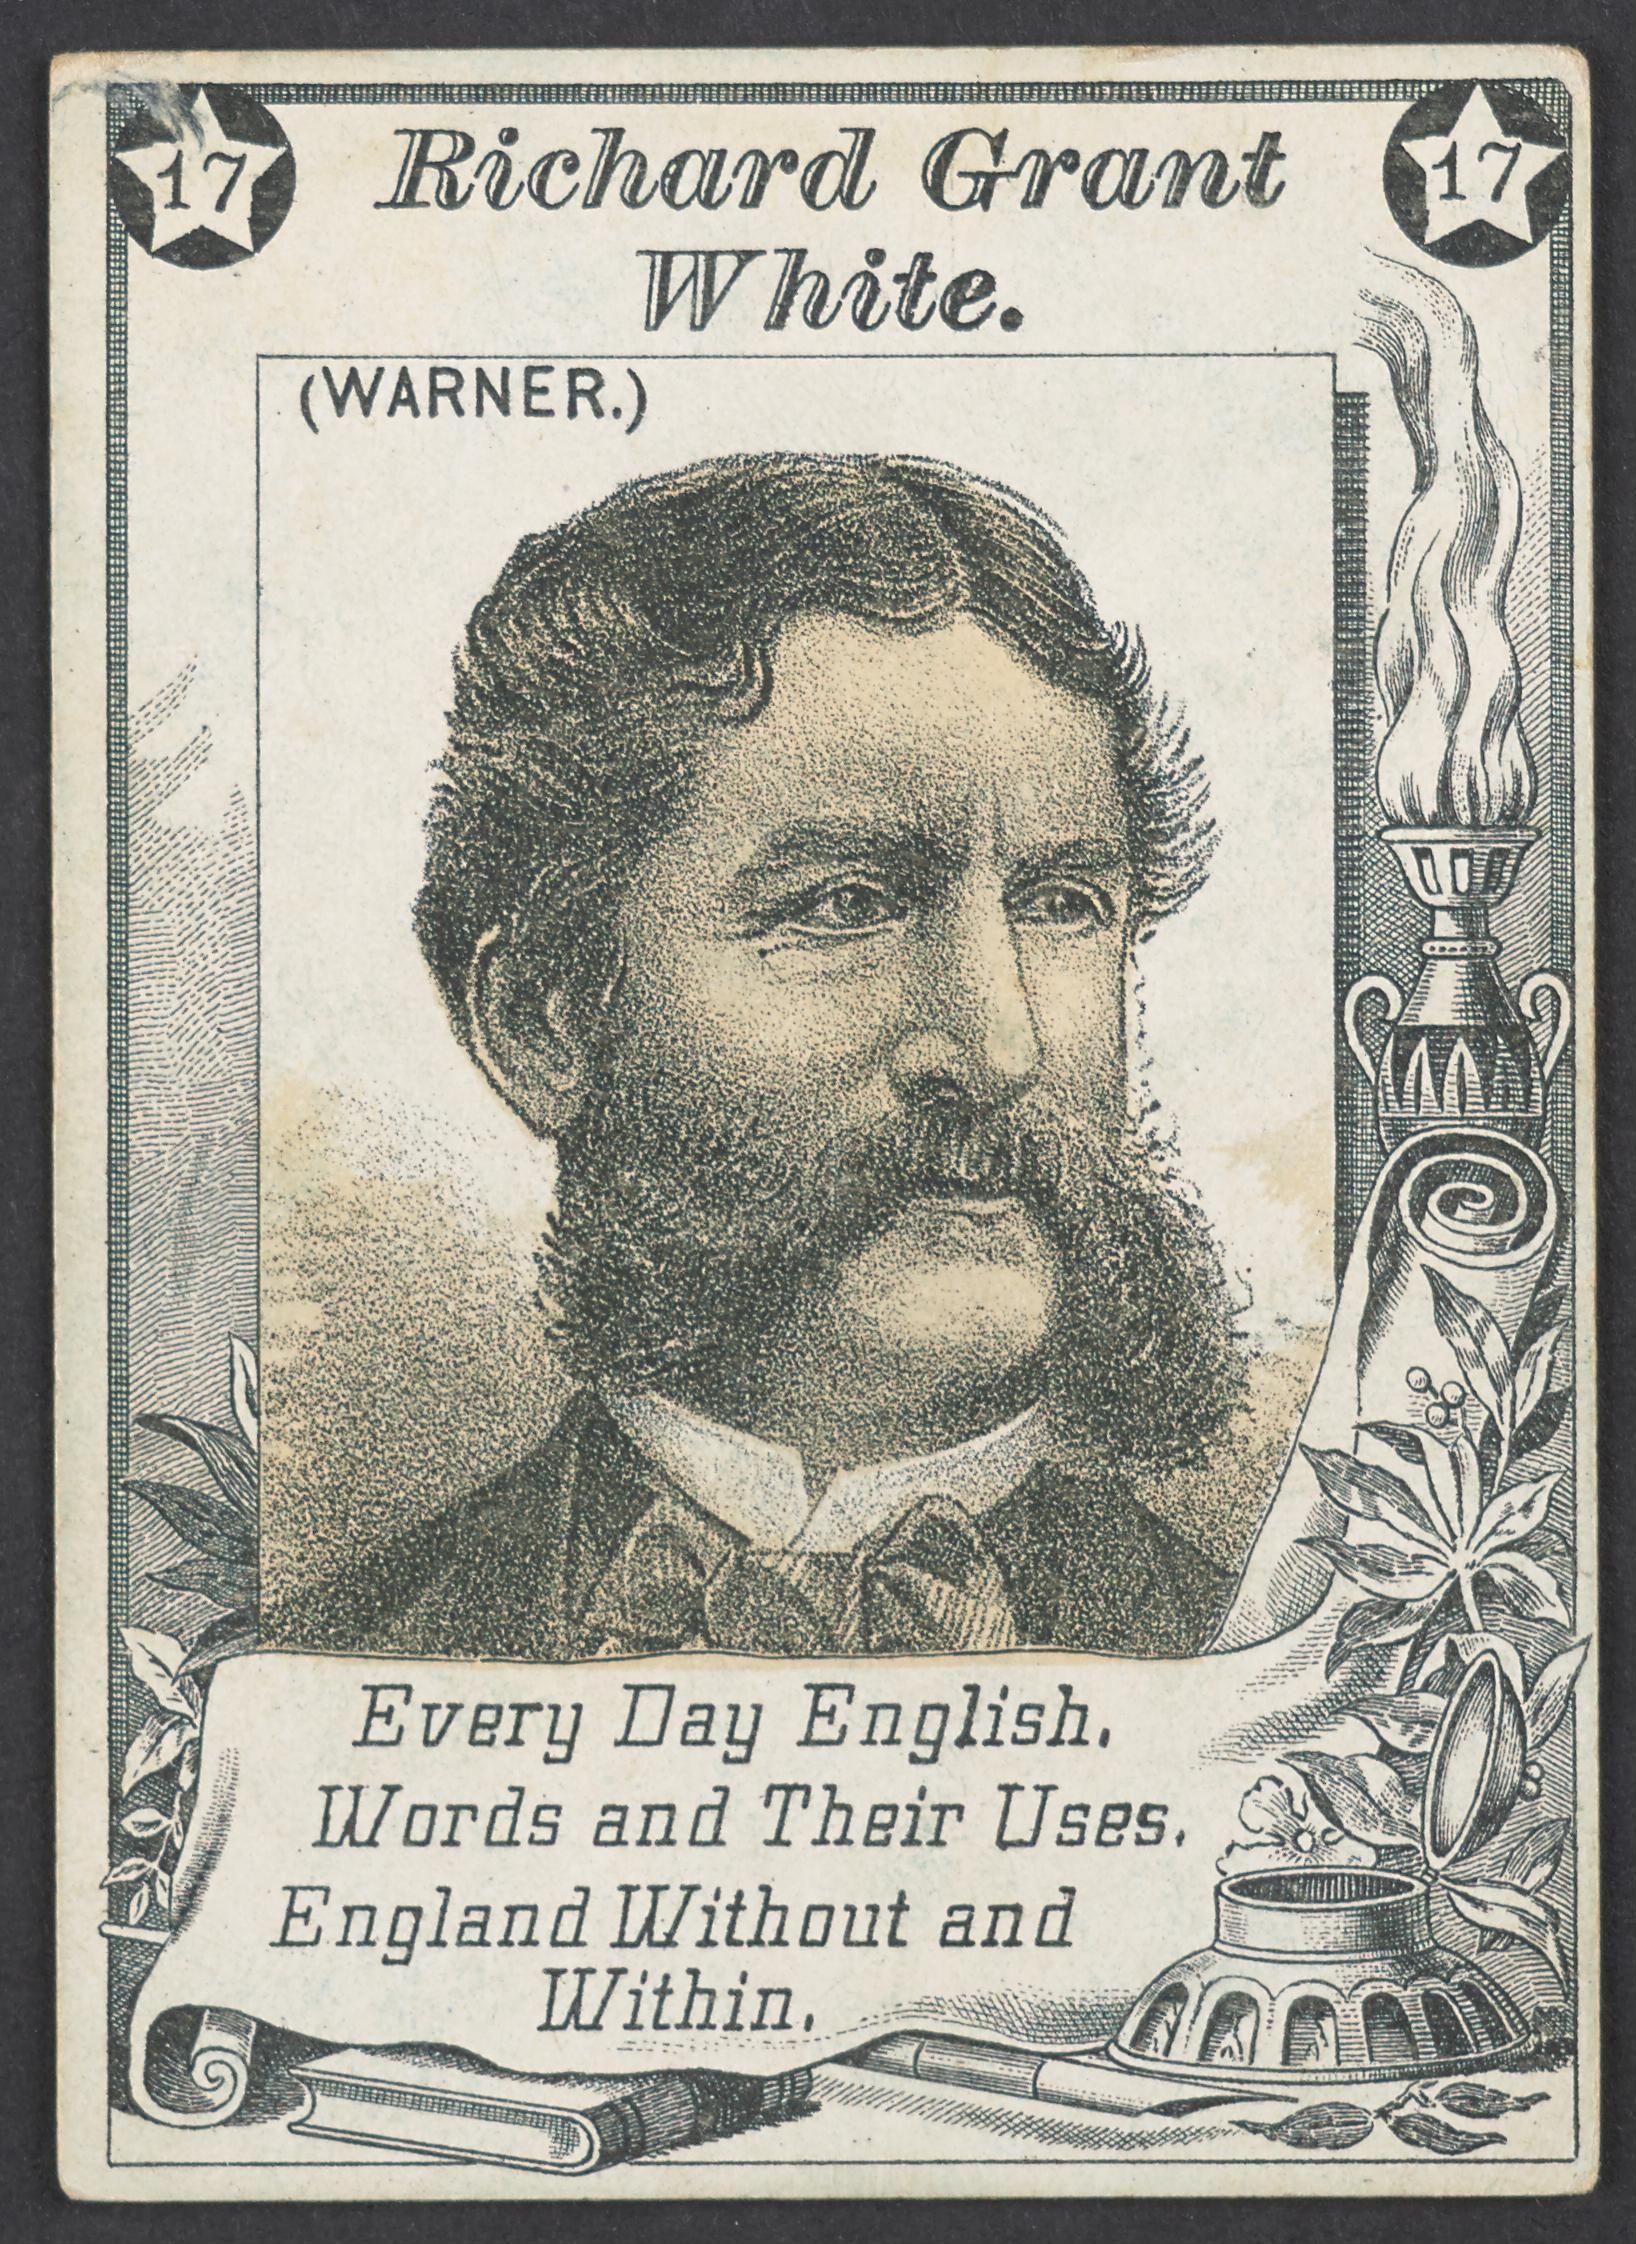 17 Richard Grant 17
White.
(WARNER.)
Every Day English.
Words and Their Uses.
England Without and
Within.